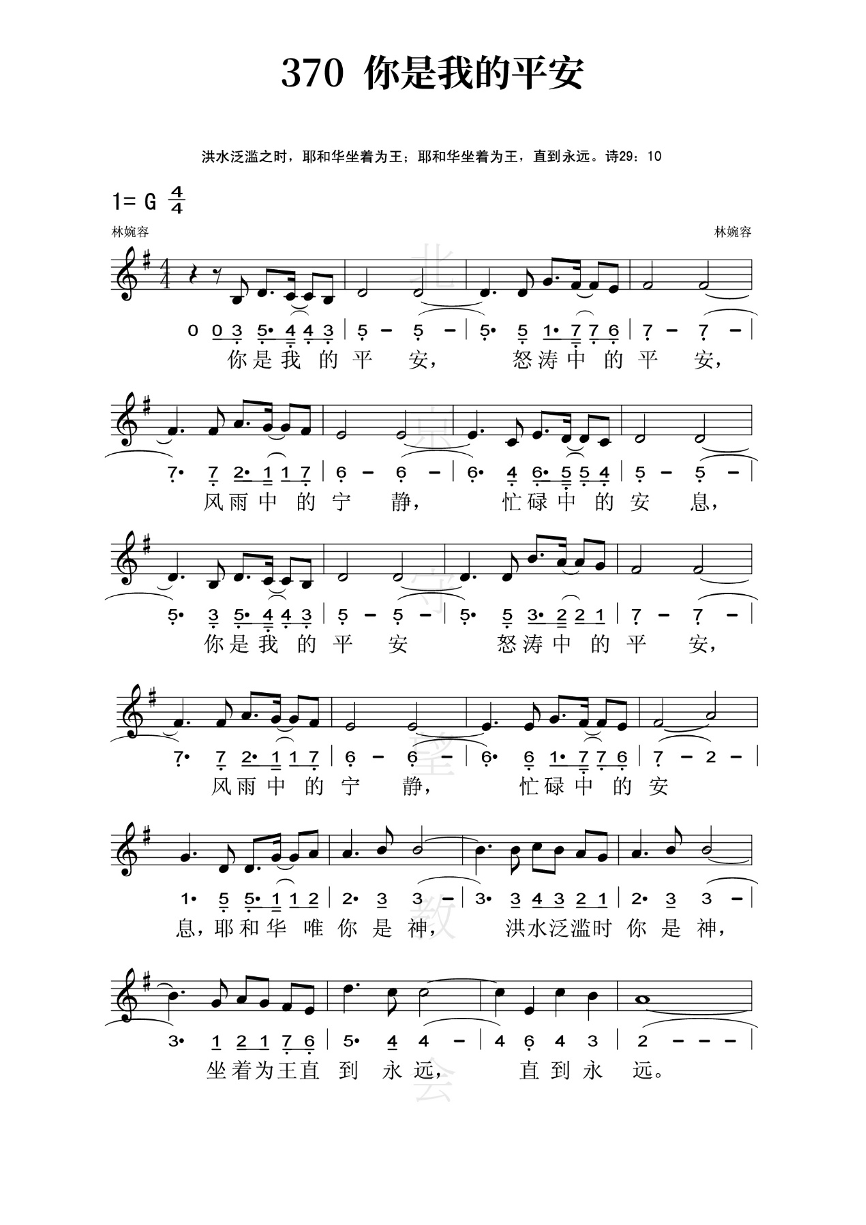 370 你是我的平安
洪水泛滥之时，耶和华坐着为王；耶和华坐着为王，直到永远。诗29：10
1= G 4/4
林婉容 林婉容
0 0 3 5• 4 4 3 | 5 - 5 - | 5• 5 1• 7 7 6 | 7 - 7 - |
你是我 的 平 安， 怒涛中 的 平 安，
7• 7 2• 1 1 7 | 6 - 6 - | 6• 4 6• 5 5 4 | 5 - 5 - |
风雨中 的 宁 静， 忙碌中 的 安 息，
5• 3 5• 4 4 3 | 5 - 5 - | 5• 5 3• 2 2 1 | 7 - 7 - |
你是我 的 平 安 怒涛中 的 平 安，
7• 7 2• 1 1 7 | 6 - 6 - | 6• 6 1• 7 7 6 | 7 - 2 - |
风雨中 的 宁 静， 忙碌中 的 安
1• 5 5• 1 1 2 | 2• 3 3 - | 3• 3 4 3 2 1 | 2• 3 3 - |
息，耶和华 唯 你 是 神， 洪水泛滥时 你 是 神，
3• 1 2 1 7 6 | 5• 4 4 - | 4 6 4 3 | 2 - - - |
坐着为王直 到 永 远， 直 到 永 远。
北京守望教会